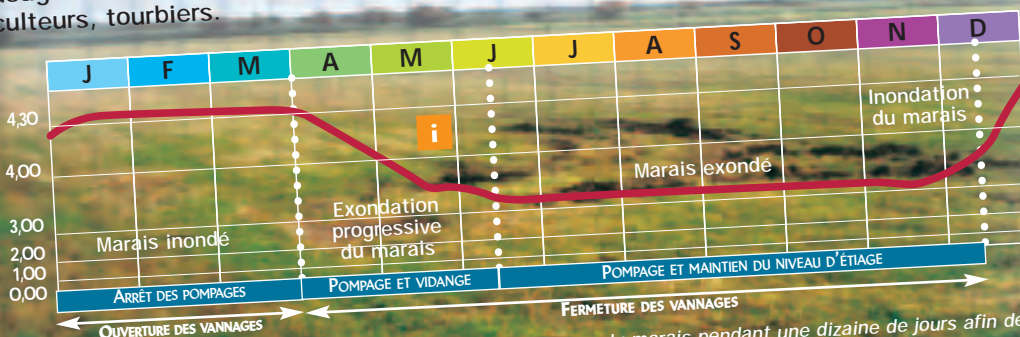 culteurs, tourbiers.
J F M A M J J A S O N D
4,30
4,00
3,00
2,00
1,00
0,00
i
Inondation
du marais
Marais exondé
Exondation
progressive
du marais
Marais inondé
ARRÊT DES POMPAGES
POMPAGE ET VIDANGE
POMPAGE ET MAINTIEN DU NIVEAU D'ÉTIAGE
OUVERTURE DES VANNAGES
FERMETURE DES VANNAGES
marais pendant une dizaine de jours afin de